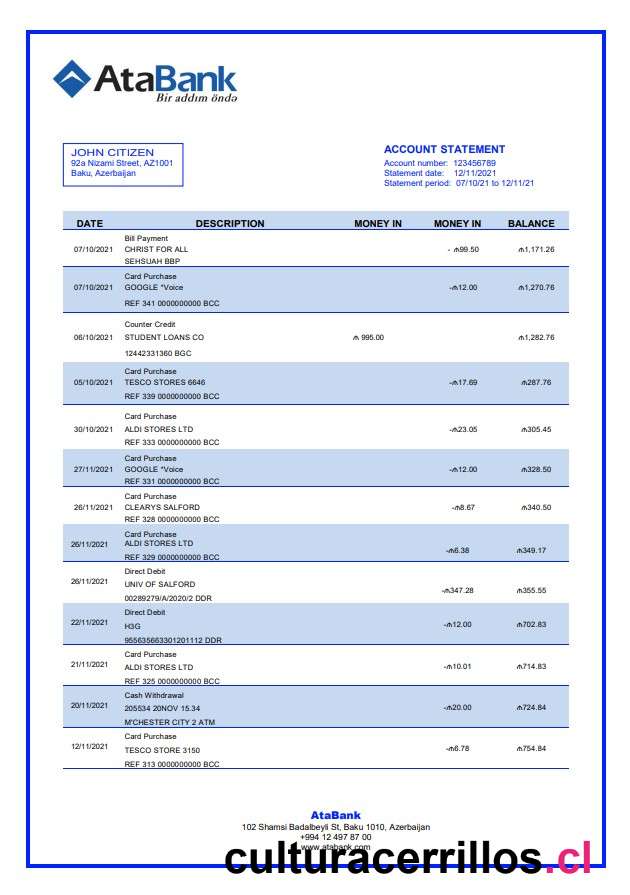 AtaBank
Bir addım öndə
JOHN CITIZEN
92a Nizami Street, AZ1001
Baku, Azerbaijan
ACCOUNT STATEMENT
Account number: 123456789
Statement date: 12/11/2021
Statement period: 07/10/21 to 12/11/21
DATE DESCRIPTION MONEY IN MONEY IN BALANCE
Bill Payment
07/10/2021 CHRIST FOR ALL - ₼99.50 ₼1,171.26
SEHSUAH BBP
Card Purchase
07/10/2021 GOOGLE *Voice -₼12.00 ₼1,270.76
REF 341 0000000000 BCC
Counter Credit
06/10/2021 STUDENT LOANS CO ₼ 995.00 ₼1,282.76
12442331360 BGC
Card Purchase
05/10/2021 TESCO STORES 6646 -₼17.69 ₼287.76
REF 339 0000000000 BCC
Card Purchase
30/10/2021 ALDI STORES LTD -₼23.05 ₼305.45
REF 333 0000000000 BCC
Card Purchase
27/11/2021 GOOGLE *Voice -₼12.00 ₼328.50
REF 331 0000000000 BCC
Card Purchase
26/11/2021 CLEARYS SALFORD -₼8.67 ₼340.50
REF 328 0000000000 BCC
Card Purchase
26/11/2021 ALDI STORES LTD -₼6.38 ₼349.17
REF 329 0000000000 BCC
Direct Debit
26/11/2021 UNIV OF SALFORD -₼347.28 ₼355.55
00289279/A/2020/2 DDR
Direct Debit
22/11/2021 H3G -₼12.00 ₼702.83
955635663301201112 DDR
Card Purchase
21/11/2021 ALDI STORES LTD -₼10.01 ₼714.83
REF 325 0000000000 BCC
Cash Withdrawal
20/11/2021 205534 20NOV 15.34 -₼20.00 ₼724.84
M'CHESTER CITY 2 ATM
Card Purchase
12/11/2021 TESCO STORE 3150 -₼6.78 ₼754.84
REF 313 0000000000 BCC
AtaBank
102 Shamsi Badalbeyli St, Baku 1010, Azerbaijan
+994 12 497 87 00
www.atabank.com
culturacerrillos.cl